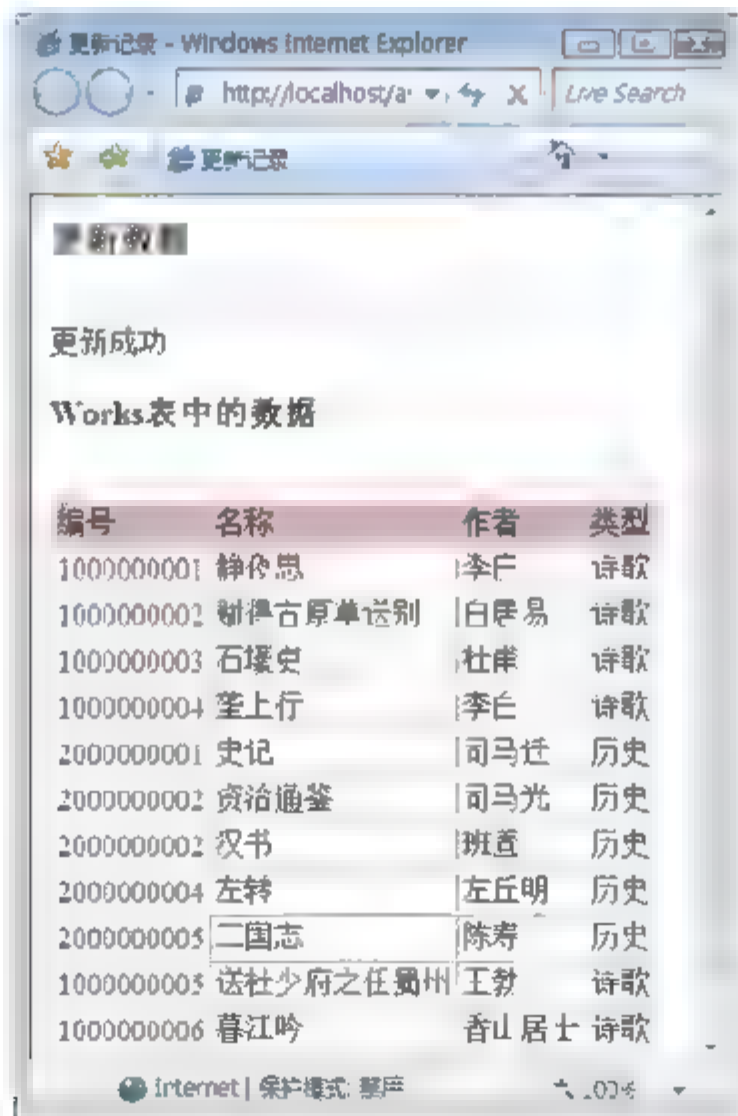 更新记录 - Windows Internet Explorer
http://localhost/a Live Search
更新记录
更新数据
更新成功
Works表中的数据
编号 名称 作者 类型
1000000001 静夜思 李白 诗歌
1000000002 赋得古原草送别 白居易 诗歌
1000000003 石壕吏 杜甫 诗歌
1000000004 塞上行 李白 诗歌
2000000001 史记 司马迁 历史
2000000002 资治通鉴 司马光 历史
2000000002 汉书 班固 历史
2000000004 左转 左丘明 历史
2000000005 三国志 陈寿 历史
1000000005 送杜少府之任蜀州 王勃 诗歌
1000000006 暮江吟 香山居士 诗歌
Internet | 保护模式: 禁用 100%